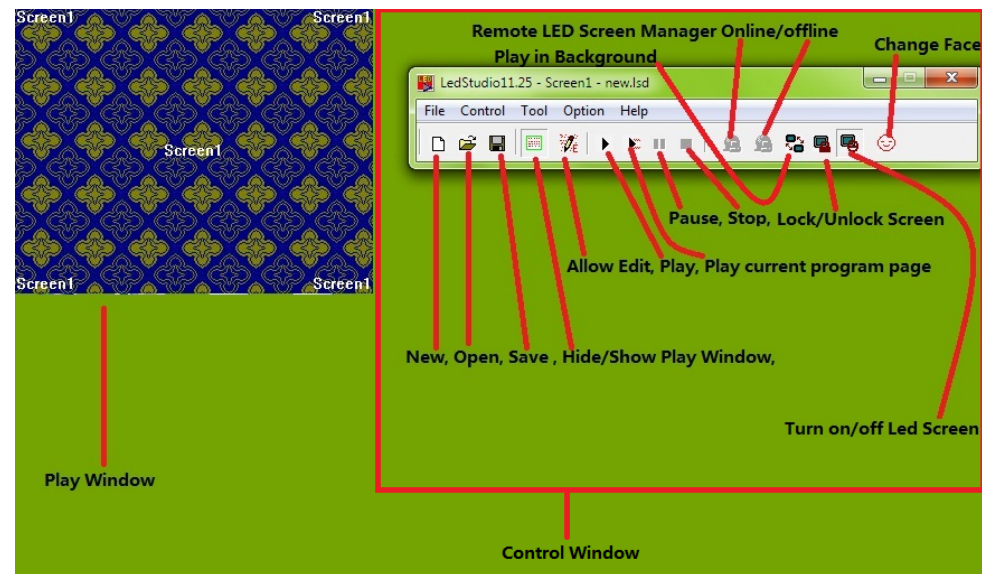 Screen1 Screen1
Screen1
Screen1 Screen1
Play Window
Remote LED Screen Manager Online/offline
Play in Background
Change Face
LedStudio11.25 - Screen1 - new.lsd
File Control Tool Option Help
Pause, Stop, Lock/Unlock Screen
Allow Edit, Play, Play current program page
New, Open, Save , Hide/Show Play Window,
Turn on/off Led Screen
Control Window